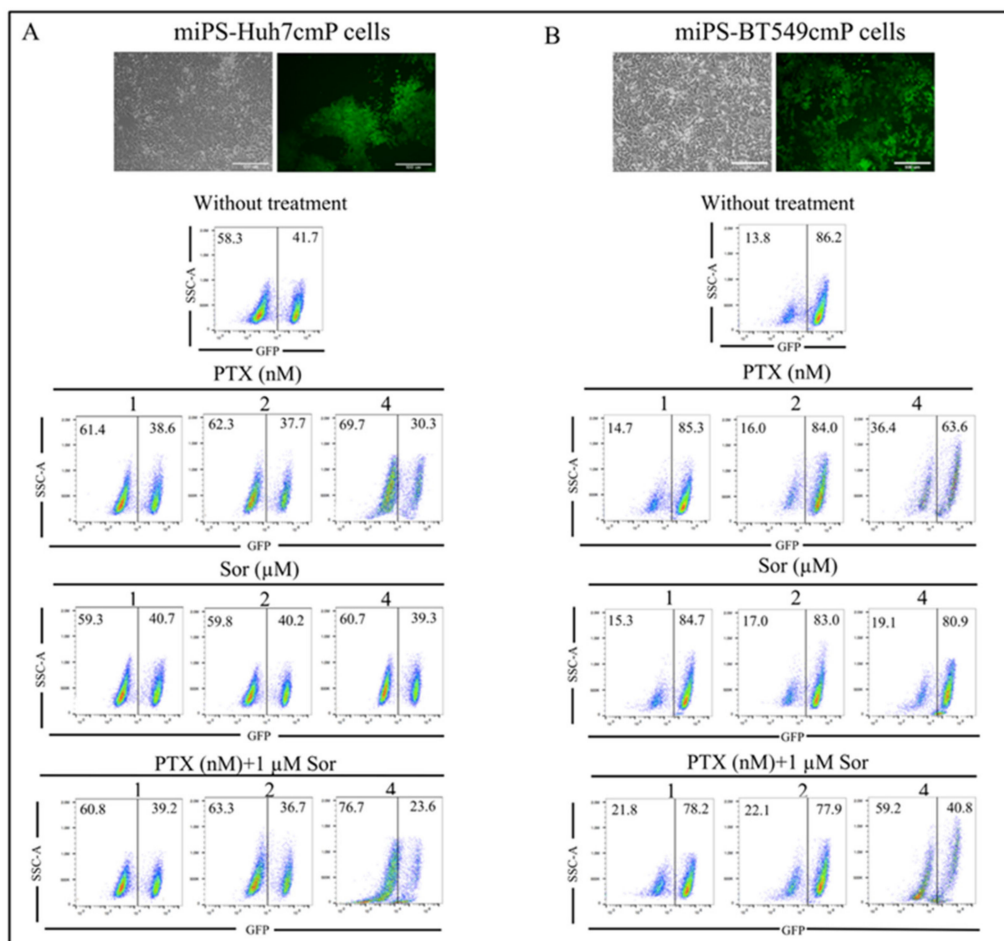 A
miPS-Huh7cmP cells
Without treatment
58.3 41.7
SSC-A
GFP
PTX (nM)
1 2 4
61.4 38.6 62.3 37.7 69.7 30.3
SSC-A
GFP
Sor (µM)
1 2 4
59.3 40.7 59.8 40.2 60.7 39.3
SSC-A
GFP
PTX (nM)+1 µM Sor
1 2 4
60.8 39.2 63.3 36.7 76.7 23.6
SSC-A
GFP
B
miPS-BT549cmP cells
Without treatment
13.8 86.2
SSC-A
GFP
PTX (nM)
1 2 4
14.7 85.3 16.0 84.0 36.4 63.6
SSC-A
GFP
Sor (µM)
1 2 4
15.3 84.7 17.0 83.0 19.1 80.9
SSC-A
GFP
PTX (nM)+1 µM Sor
1 2 4
21.8 78.2 22.1 77.9 59.2 40.8
SSC-A
GFP